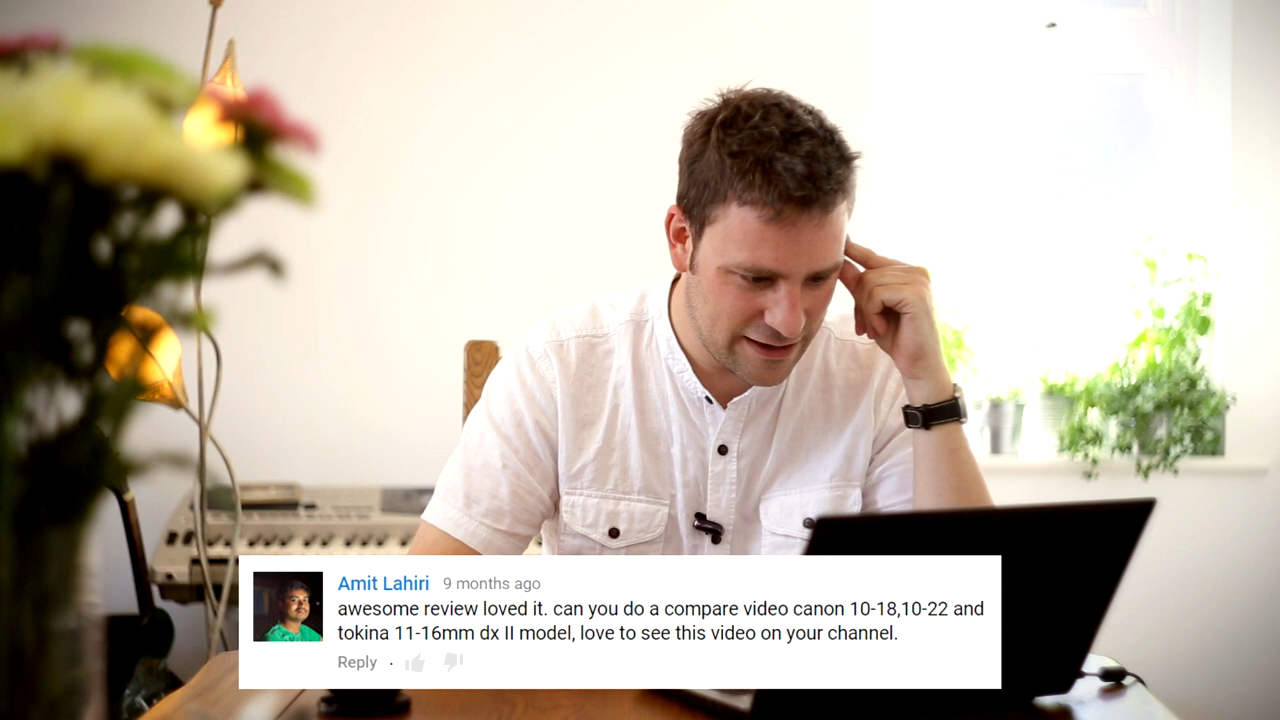 Amit Lahiri 9 months ago
awesome review loved it. can you do a compare video canon 10-18,10-22 and
tokina 11-16mm dx II model, love to see this video on your channel.
Reply ·